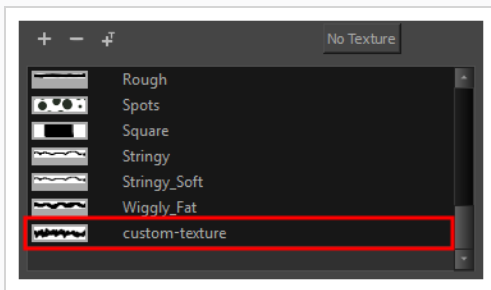 No Texture
Rough
Spots
Square
Stringy
Stringy_Soft
Wiggly_Fat
custom-texture